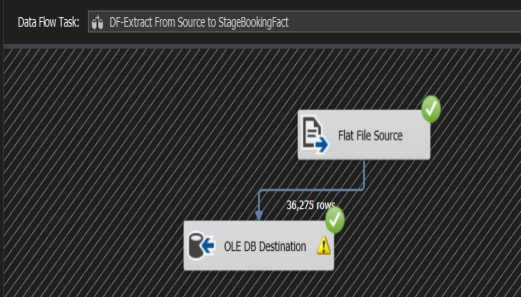 Data Flow Task: DF-Extract From Source to StageBookingFact
Flat File Source
36,275 rows
OLE DB Destination